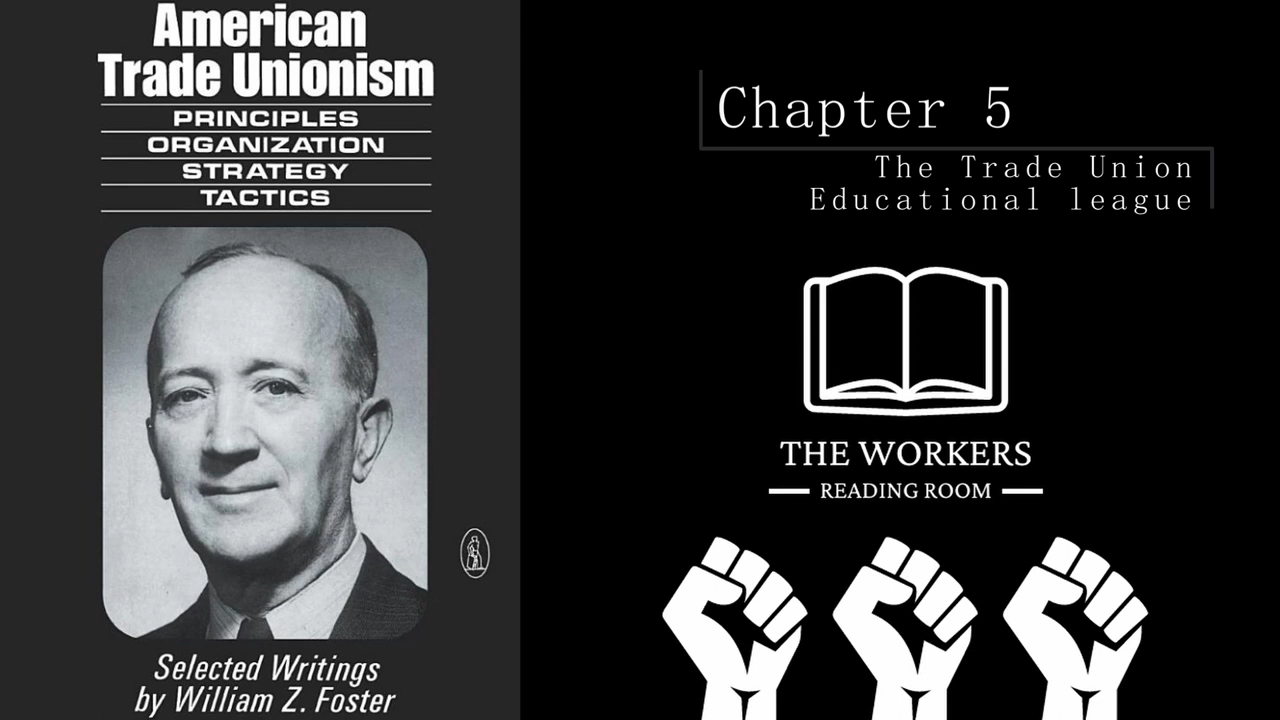 American
Trade Unionism
PRINCIPLES
ORGANIZATION
STRATEGY
TACTICS
Selected Writings
by William Z. Foster
Chapter 5
The Trade Union
Educational league
THE WORKERS
READING ROOM